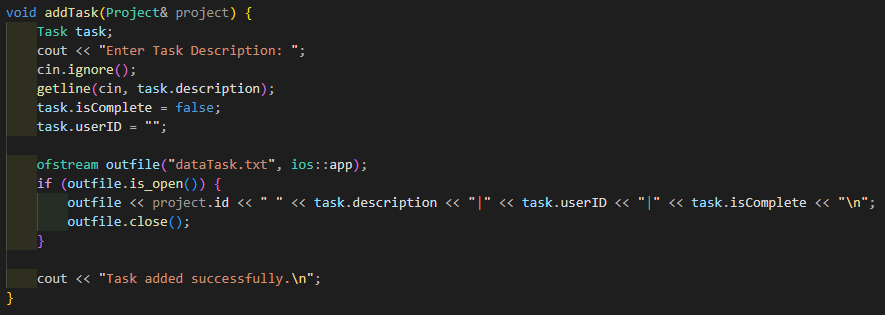 void addTask(Project& project) {
    Task task;
    cout << "Enter Task Description: ";
    cin.ignore();
    getline(cin, task.description);
    task.isComplete = false;
    task.userID = "";

    ofstream outfile("dataTask.txt", ios::app);
    if (outfile.is_open()) {
        outfile << project.id << " " << task.description << "|" << task.userID << "|" << task.isComplete << "\n";
        outfile.close();
    }

    cout << "Task added successfully.\n";
}